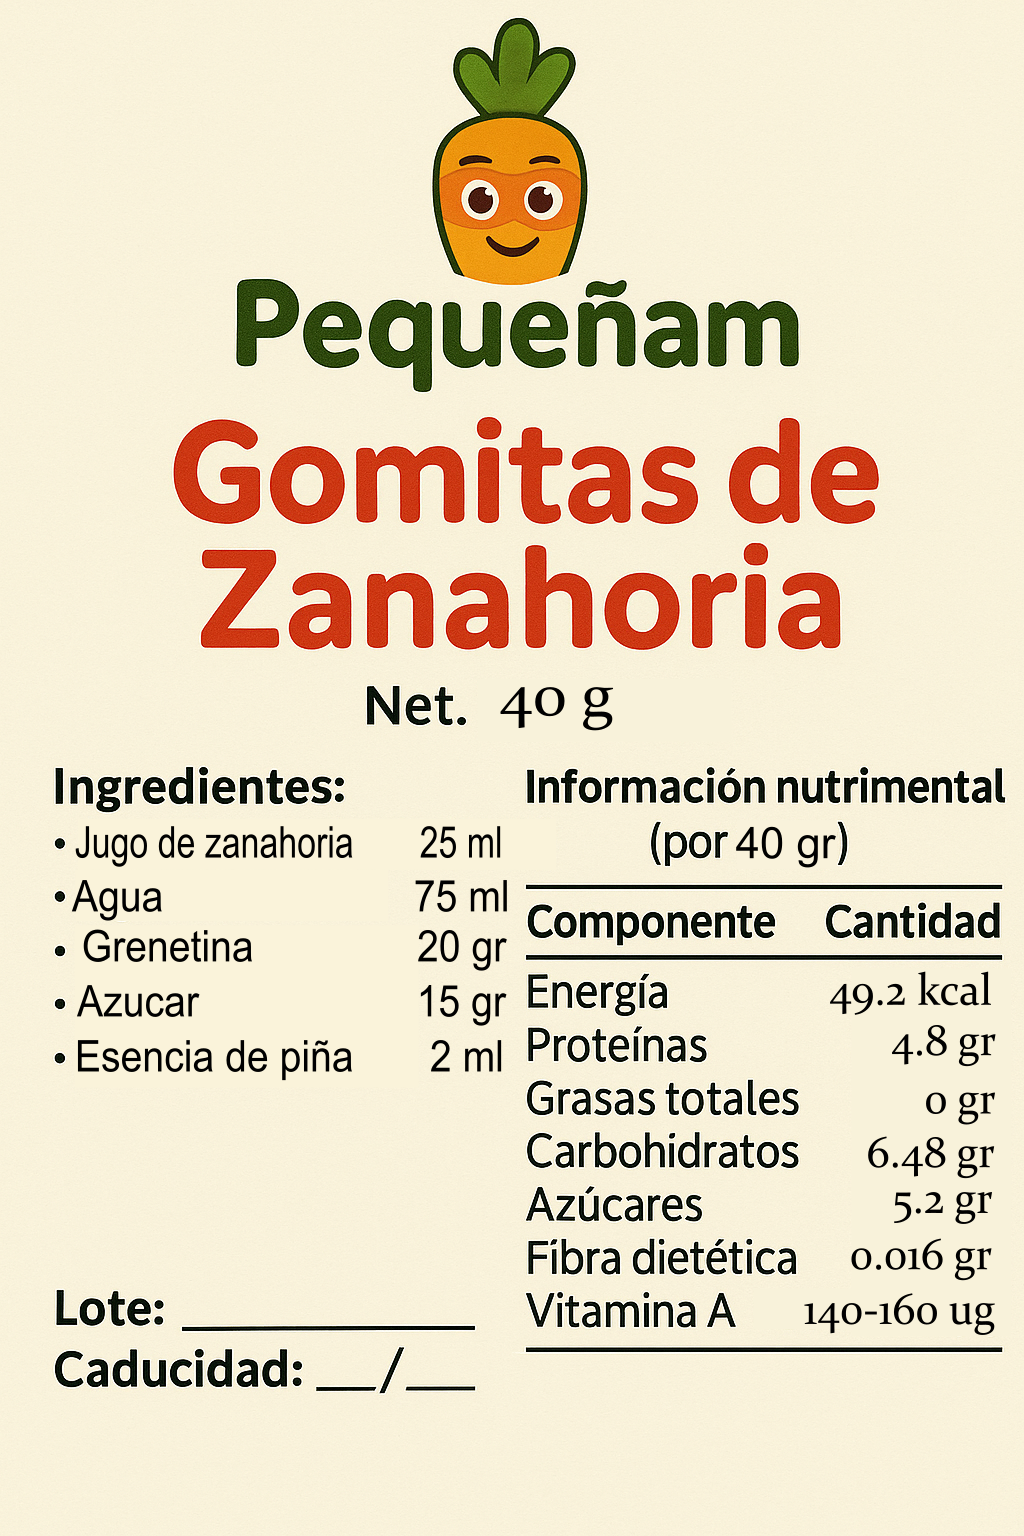 Pequeñam
Gomitas de
Zanahoria
Net. 40 g
Ingredientes:
• Jugo de zanahoria 25 ml
• Agua 75 ml
• Grenetina 20 gr
• Azucar 15 gr
• Esencia de piña 2 ml
Lote: ___________
Caducidad: __/__
Información nutrimental
(por 40 gr)
Componente Cantidad
Energía 49.2 kcal
Proteínas 4.8 gr
Grasas totales 0 gr
Carbohidratos 6.48 gr
Azúcares 5.2 gr
Fíbra dietética 0.016 gr
Vitamina A 140-160 ug